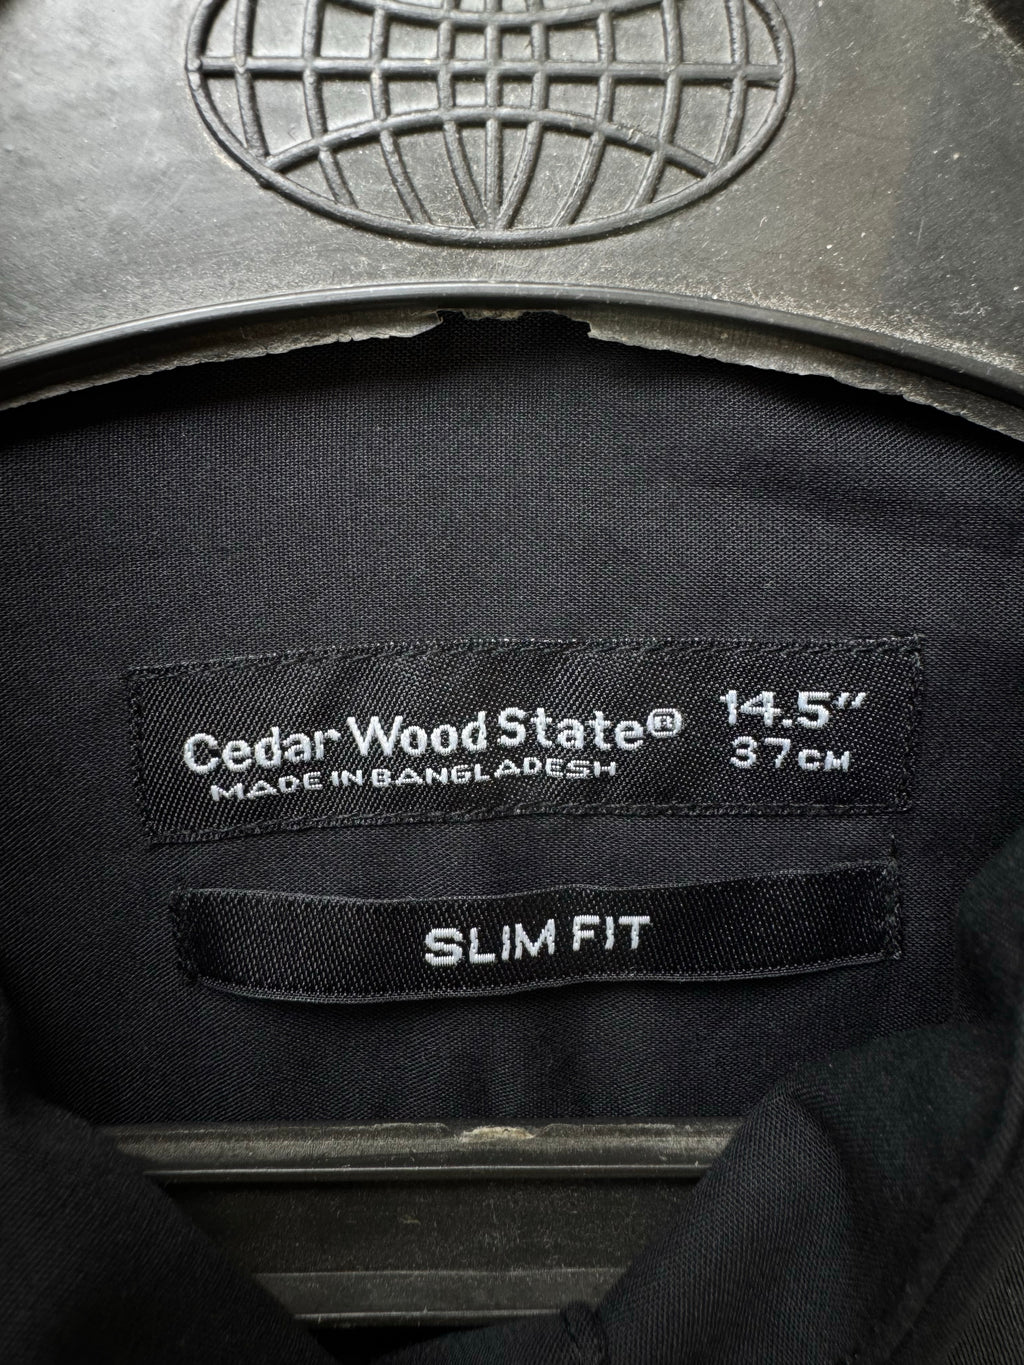 Cedar Wood State® 14.5"
MADE IN BANGLADESH 37CM
SLIM FIT